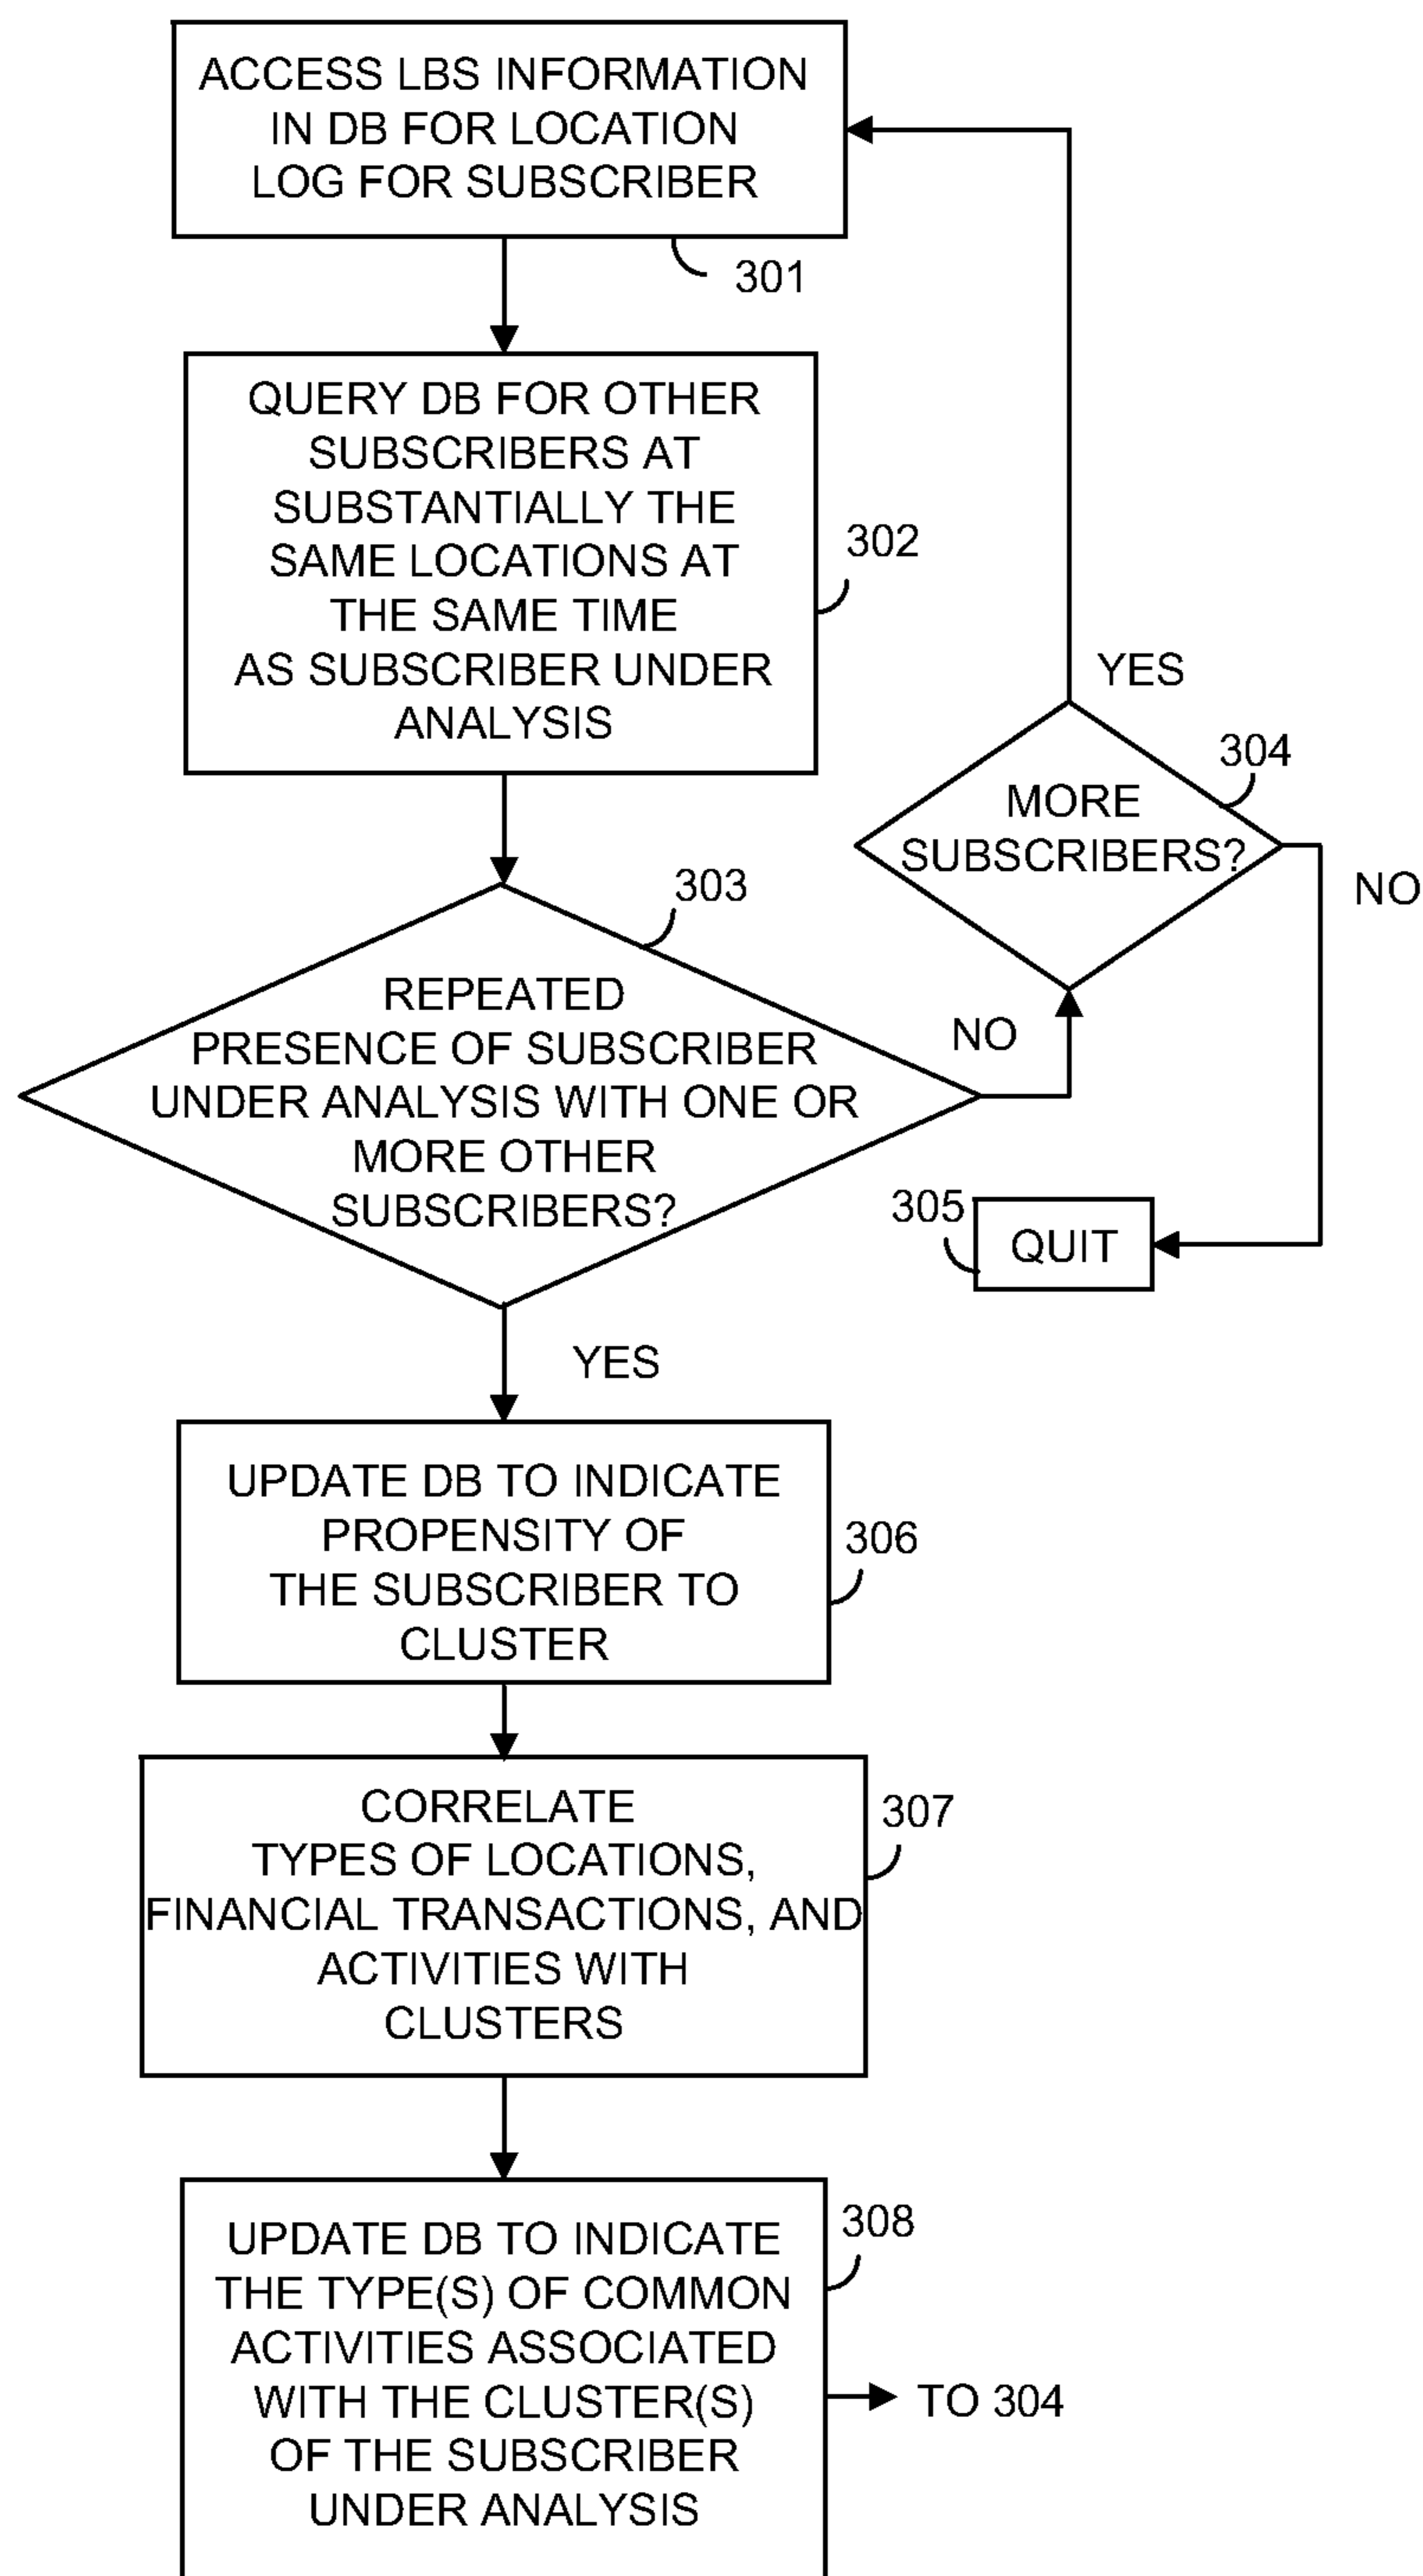 ACCESS LBS INFORMATION
IN DB FOR LOCATION
LOG FOR SUBSCRIBER
301
QUERY DB FOR OTHER
SUBSCRIBERS AT
SUBSTANTIALLY THE
SAME LOCATIONS AT
THE SAME TIME
AS SUBSCRIBER UNDER
ANALYSIS
302
YES
304
MORE
SUBSCRIBERS?
NO
303
REPEATED
PRESENCE OF SUBSCRIBER
UNDER ANALYSIS WITH ONE OR
MORE OTHER
SUBSCRIBERS?
NO
305
QUIT
YES
UPDATE DB TO INDICATE
PROPENSITY OF
THE SUBSCRIBER TO
CLUSTER
306
CORRELATE
TYPES OF LOCATIONS,
FINANCIAL TRANSACTIONS, AND
ACTIVITIES WITH
CLUSTERS
307
UPDATE DB TO INDICATE
THE TYPE(S) OF COMMON
ACTIVITIES ASSOCIATED
WITH THE CLUSTER(S)
OF THE SUBSCRIBER
UNDER ANALYSIS
308
TO 304